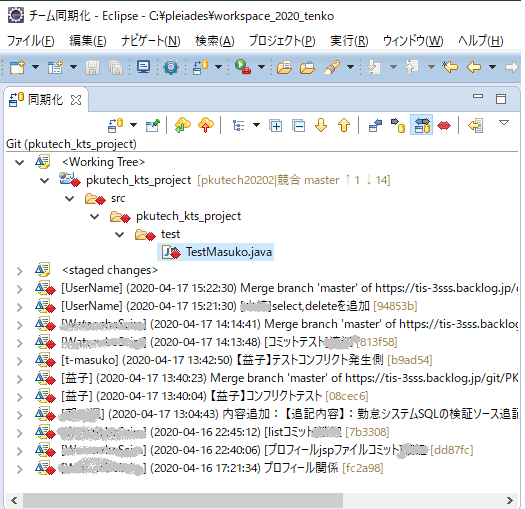 チーム同期化 - Eclipse - C:¥pleiades¥workspace_2020_tenko
ファイル(F) 編集(E) ナビゲート(N) 検索(A) プロジェクト(P) 実行(R) ウィンドウ(W) ヘルプ(H)
同期化
Git (pkutech_kts_project)
<Working Tree>
pkutech_kts_project [pkutech20202|競合 master ↑1 ↓14]
src
pkutech_kts_project
test
TestMasuko.java
<staged changes>
[UserName] (2020-04-17 15:22:30) Merge branch 'master' of https://tis-3sss.backlog.jp/
[UserName] (2020-04-17 15:21:30) select,deleteを追加 [94853b]
(2020-04-17 14:14:41) Merge branch 'master' of https://tis-3sss.backlog
(2020-04-17 14:13:48) [コミットテスト 813f58]
[t-masuko] (2020-04-17 13:42:50) 【益子】テストコンフリクト発生側 [b9ad54]
[益子] (2020-04-17 13:40:23) Merge branch 'master' of https://tis-3sss.backlog.jp/git/PK
[益子] (2020-04-17 13:40:04) 【益子】コンフリクトテスト [08cec6]
(2020-04-17 13:04:43) 内容追加：【追記内容】：勤怠システムSQLの検証ソース追記
(2020-04-16 22:45:12) [listコミット [7b3308]
(2020-04-16 22:40:06) [プロフィールjspファイルコミット] [dd87fc]
(2020-04-16 17:21:34) プロフィール関係 [fc2a98]